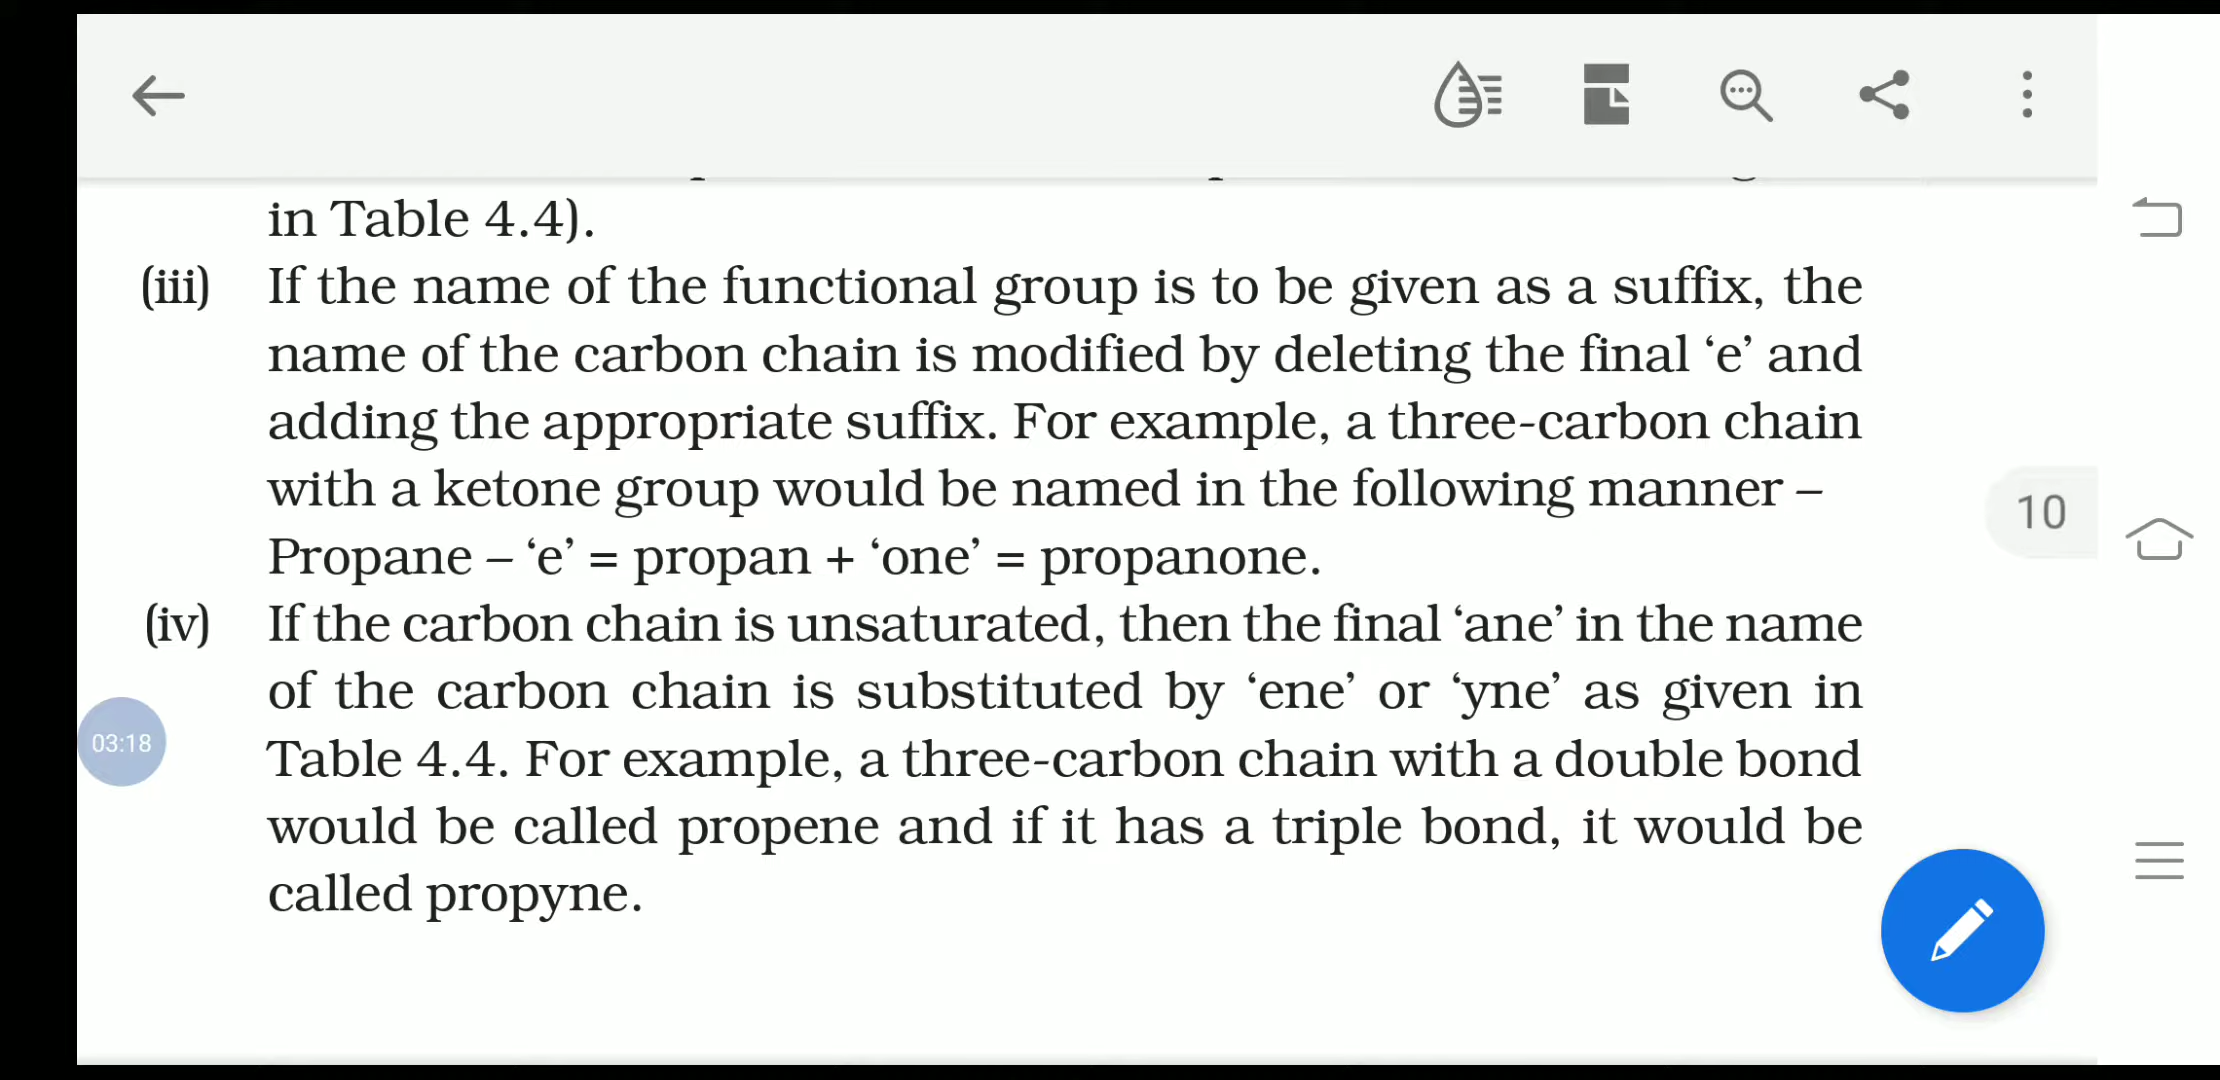 in Table 4.4).
(iii) If the name of the functional group is to be given as a suffix, the
name of the carbon chain is modified by deleting the final ‘e’ and
adding the appropriate suffix. For example, a three-carbon chain
with a ketone group would be named in the following manner –
Propane – ‘e’ = propan + ‘one’ = propanone.
10
(iv) If the carbon chain is unsaturated, then the final ‘ane’ in the name
of the carbon chain is substituted by ‘ene’ or ‘yne’ as given in
03:18
Table 4.4. For example, a three-carbon chain with a double bond
would be called propene and if it has a triple bond, it would be
called propyne.